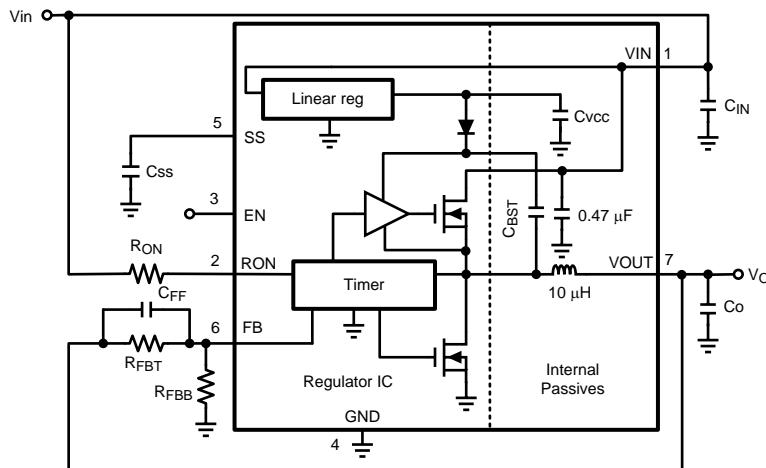 Vin
VIN 1
Linear reg
Cvcc
CIN
5
SS
Css
3
EN
CBST
0.47 µF
RON
2
RON
Timer
VOUT 7
10 µH
CFF
6
FB
Co
RFBT
RFBB
Regulator IC
Internal
Passives
GND
4